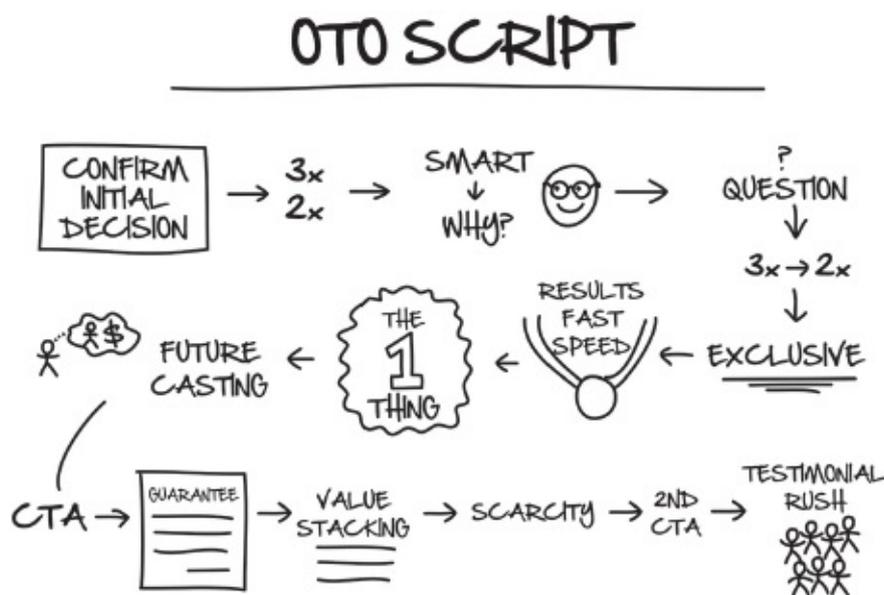 OTO SCRIPT
CONFIRM
INITIAL
DECISION
3x
2x
SMART
WHY?
?
QUESTION
3x → 2x
EXCLUSIVE
RESULTS
FAST
SPEED
THE
1
THING
FUTURE
CASTING
$
CTA
GUARANTEE
VALUE
STACKING
SCARCITY
2ND
CTA
TESTIMONIAL
RUSH